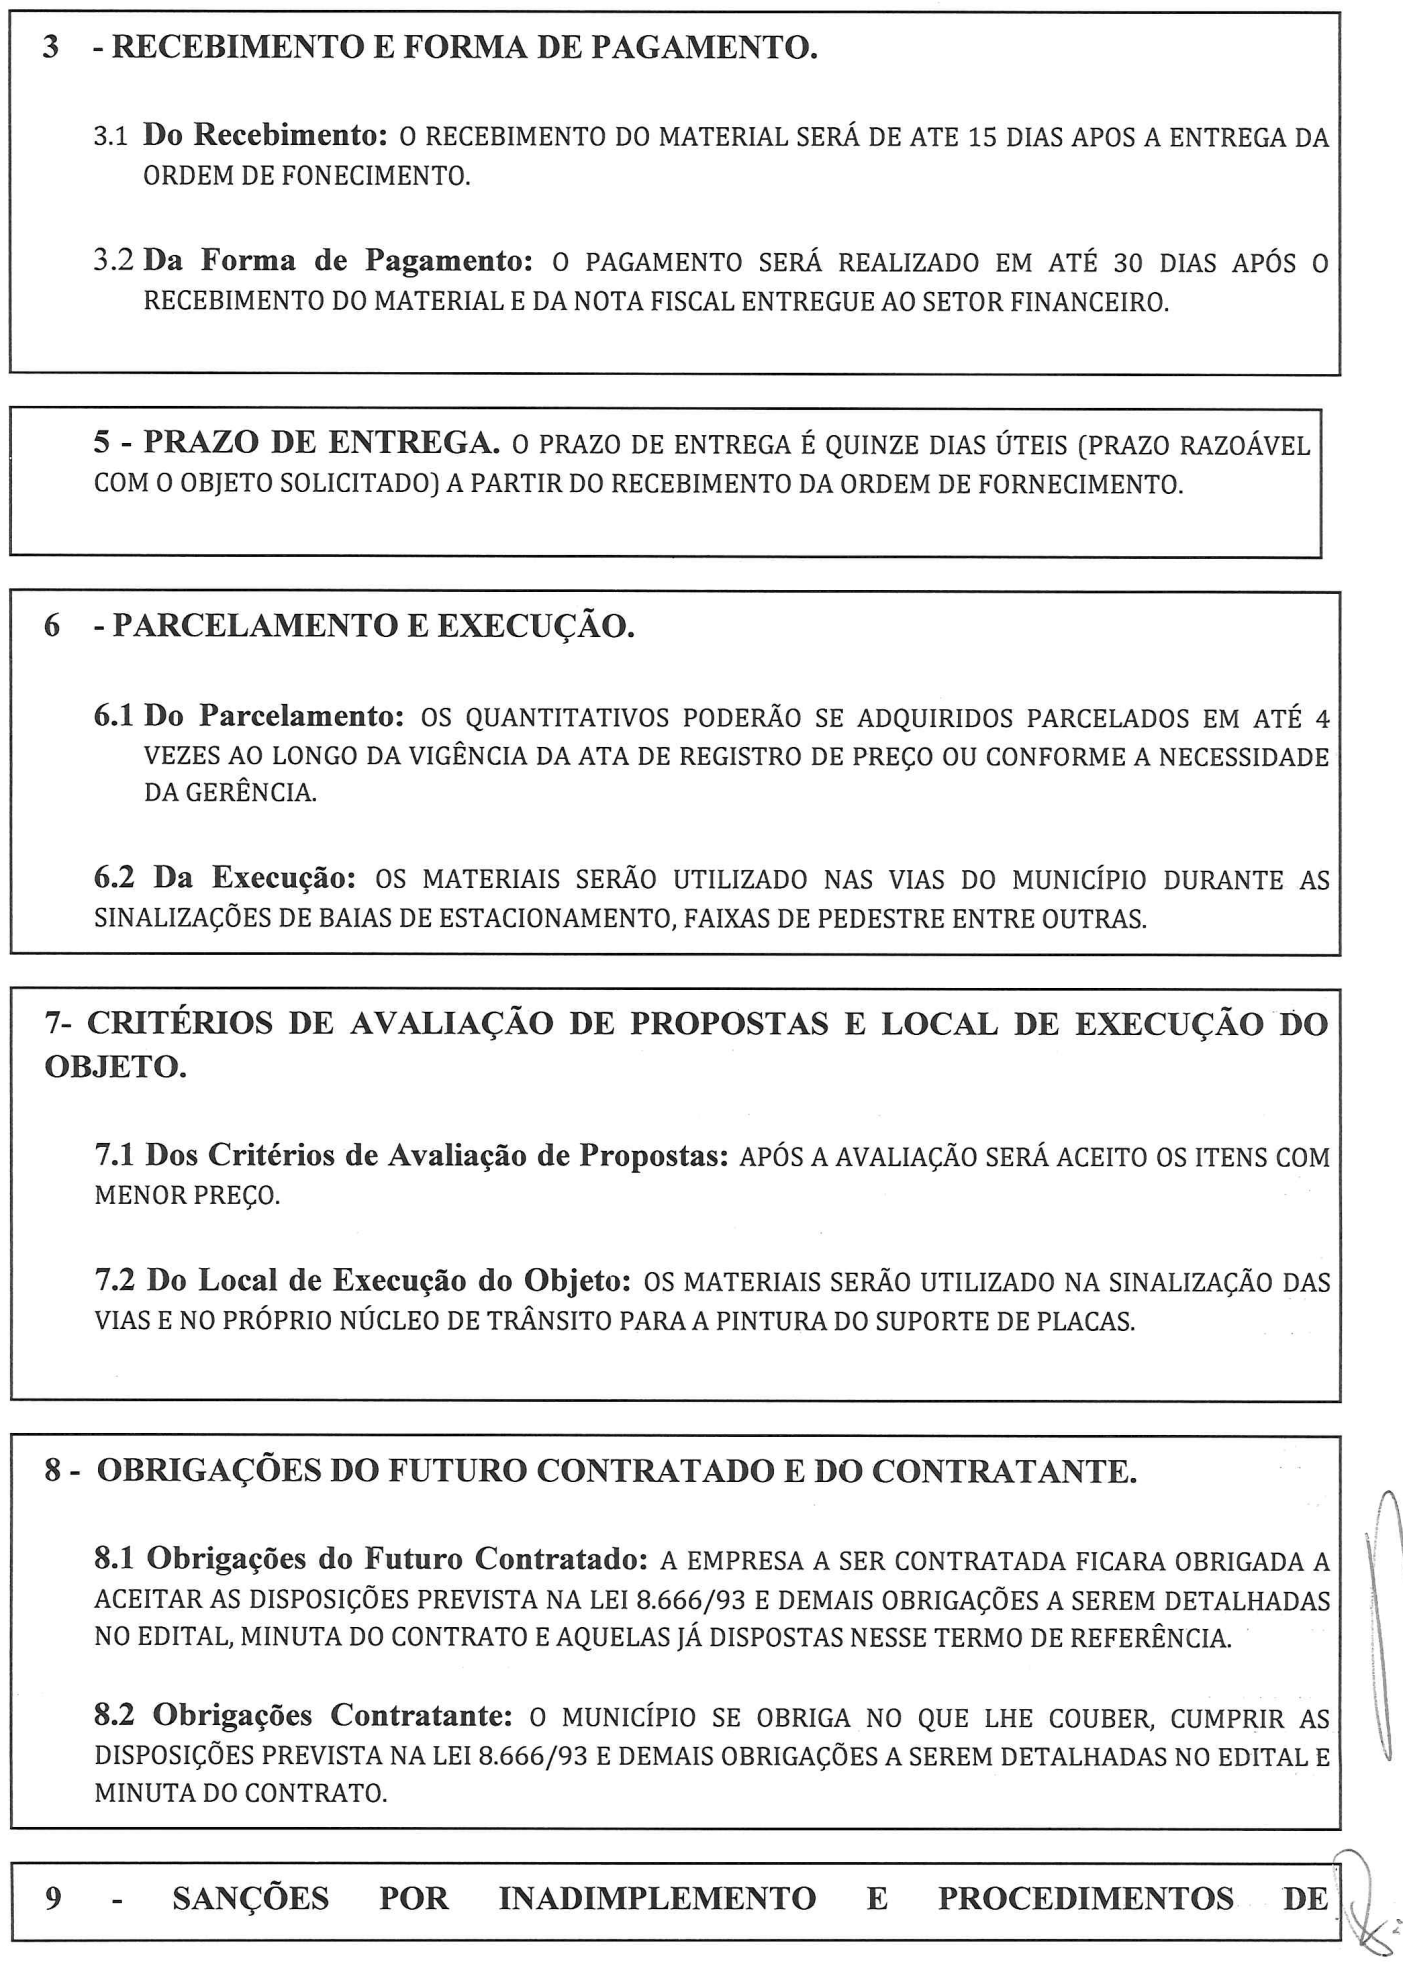 3 - RECEBIMENTO E FORMA DE PAGAMENTO.
3.1 Do Recebimento: O RECEBIMENTO DO MATERIAL SERÁ DE ATE 15 DIAS APOS A ENTREGA DA
ORDEM DE FONECIMENTO.
3.2 Da Forma de Pagamento: O PAGAMENTO SERÁ REALIZADO EM ATÉ 30 DIAS APÓS O
RECEBIMENTO DO MATERIAL E DA NOTA FISCAL ENTREGUE AO SETOR FINANCEIRO.
5 - PRAZO DE ENTREGA. O PRAZO DE ENTREGA É QUINZE DIAS ÚTEIS (PRAZO RAZOÁVEL
COM O OBJETO SOLICITADO) A PARTIR DO RECEBIMENTO DA ORDEM DE FORNECIMENTO.
6 - PARCELAMENTO E EXECUÇÃO.
6.1 Do Parcelamento: OS QUANTITATIVOS PODERÃO SE ADQUIRIDOS PARCELADOS EM ATÉ 4
VEZES AO LONGO DA VIGÊNCIA DA ATA DE REGISTRO DE PREÇO OU CONFORME A NECESSIDADE
DA GERÊNCIA.
6.2 Da Execução: OS MATERIAIS SERÃO UTILIZADO NAS VIAS DO MUNICÍPIO DURANTE AS
SINALIZAÇÕES DE BAIAS DE ESTACIONAMENTO, FAIXAS DE PEDESTRE ENTRE OUTRAS.
7- CRITÉRIOS DE AVALIAÇÃO DE PROPOSTAS E LOCAL DE EXECUÇÃO DO
OBJETO.
7.1 Dos Critérios de Avaliação de Propostas: APÓS A AVALIAÇÃO SERÁ ACEITO OS ITENS COM
MENOR PREÇO.
7.2 Do Local de Execução do Objeto: OS MATERIAIS SERÃO UTILIZADO NA SINALIZAÇÃO DAS
VIAS E NO PRÓPRIO NÚCLEO DE TRÂNSITO PARA A PINTURA DO SUPORTE DE PLACAS.
8 - OBRIGAÇÕES DO FUTURO CONTRATADO E DO CONTRATANTE.
8.1 Obrigações do Futuro Contratado: A EMPRESA A SER CONTRATADA FICARA OBRIGADA A
ACEITAR AS DISPOSIÇÕES PREVISTA NA LEI 8.666/93 E DEMAIS OBRIGAÇÕES A SEREM DETALHADAS
NO EDITAL, MINUTA DO CONTRATO E AQUELAS JÁ DISPOSTAS NESSE TERMO DE REFERÊNCIA.
8.2 Obrigações Contratante: O MUNICÍPIO SE OBRIGA NO QUE LHE COUBER, CUMPRIR AS
DISPOSIÇÕES PREVISTA NA LEI 8.666/93 E DEMAIS OBRIGAÇÕES A SEREM DETALHADAS NO EDITAL E
MINUTA DO CONTRATO.
9 - SANÇÕES POR INADIMPLEMENTO E PROCEDIMENTOS DE